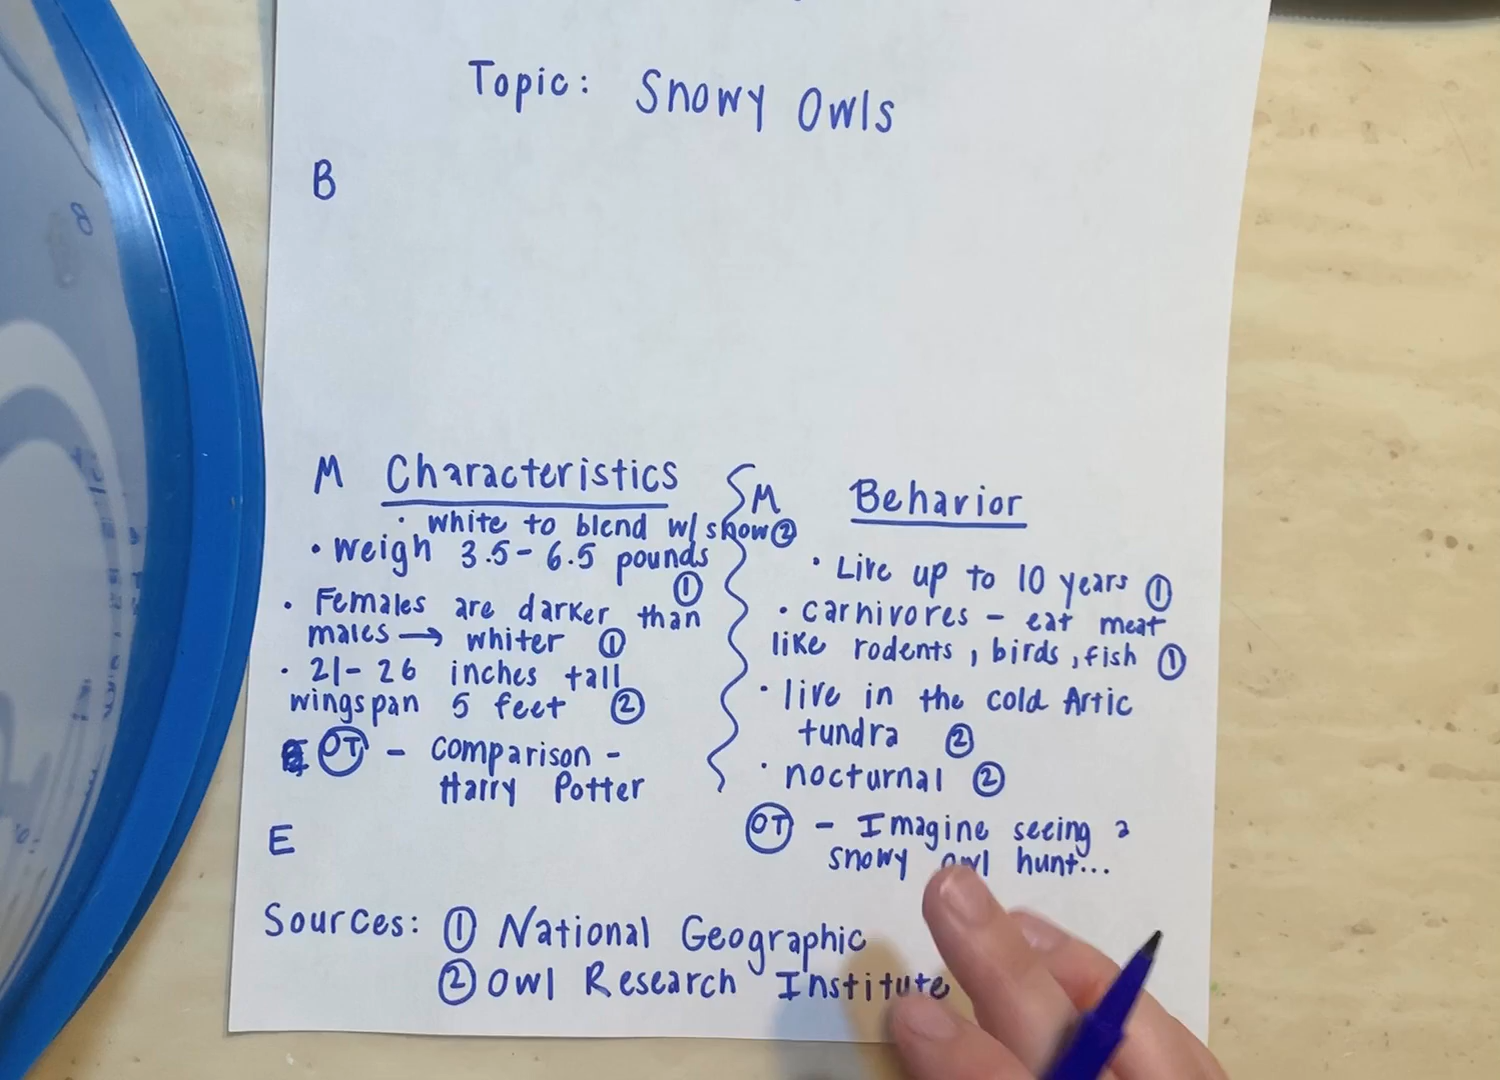 Topic: Snowy Owls
B
M Characteristics
• white to blend w/ snow ②
• weigh 3.5-6.5 pounds ①
• Females are darker than
males → whiter ①
• 21-26 inches tall
wingspan 5 feet ②
OT - comparison -
Harry Potter
M Behavior
• Live up to 10 years ①
• carnivores - eat meat
like rodents, birds, fish ①
• live in the cold Artic
tundra ②
• nocturnal ②
OT - Imagine seeing a
snowy owl hunt...
E
Sources: ① National Geographic
② Owl Research Institute